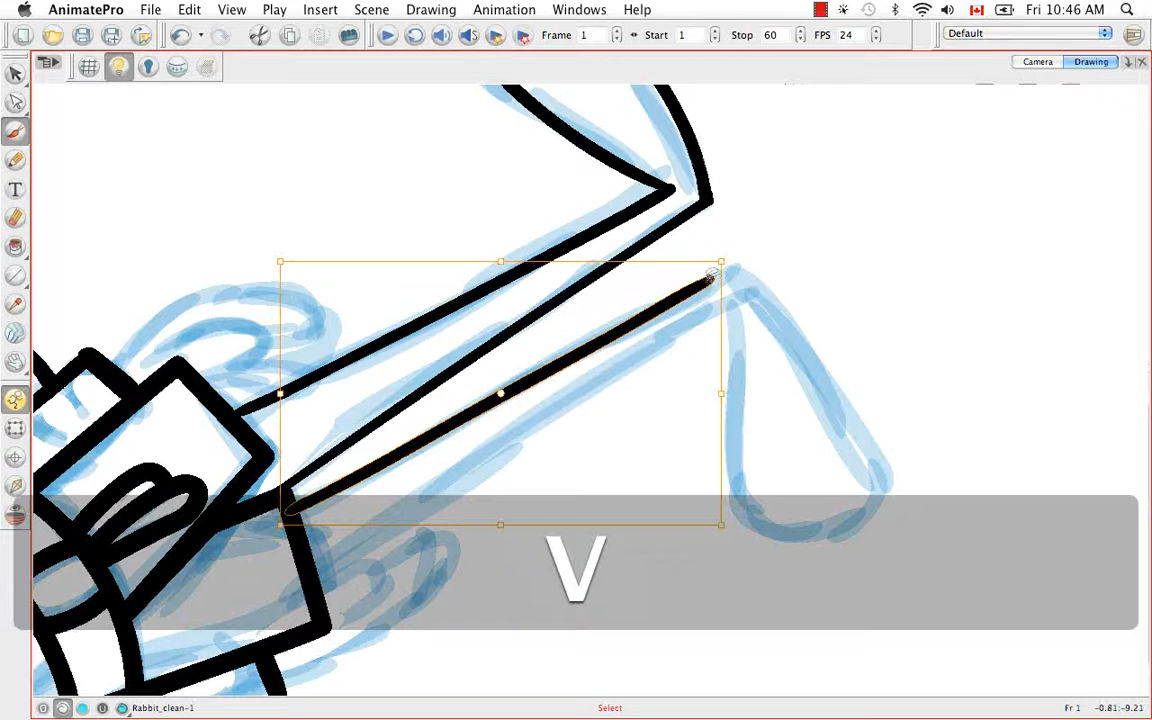 AnimatePro File Edit View Play Insert Scene Drawing Animation Windows Help Fri 10:46 AM
Frame 1 Start 1 Stop 60 FPS 24 Default
Camera Drawing
T
V
Rabbit_clean-1 Select Fr 1 -0.81:-9.21